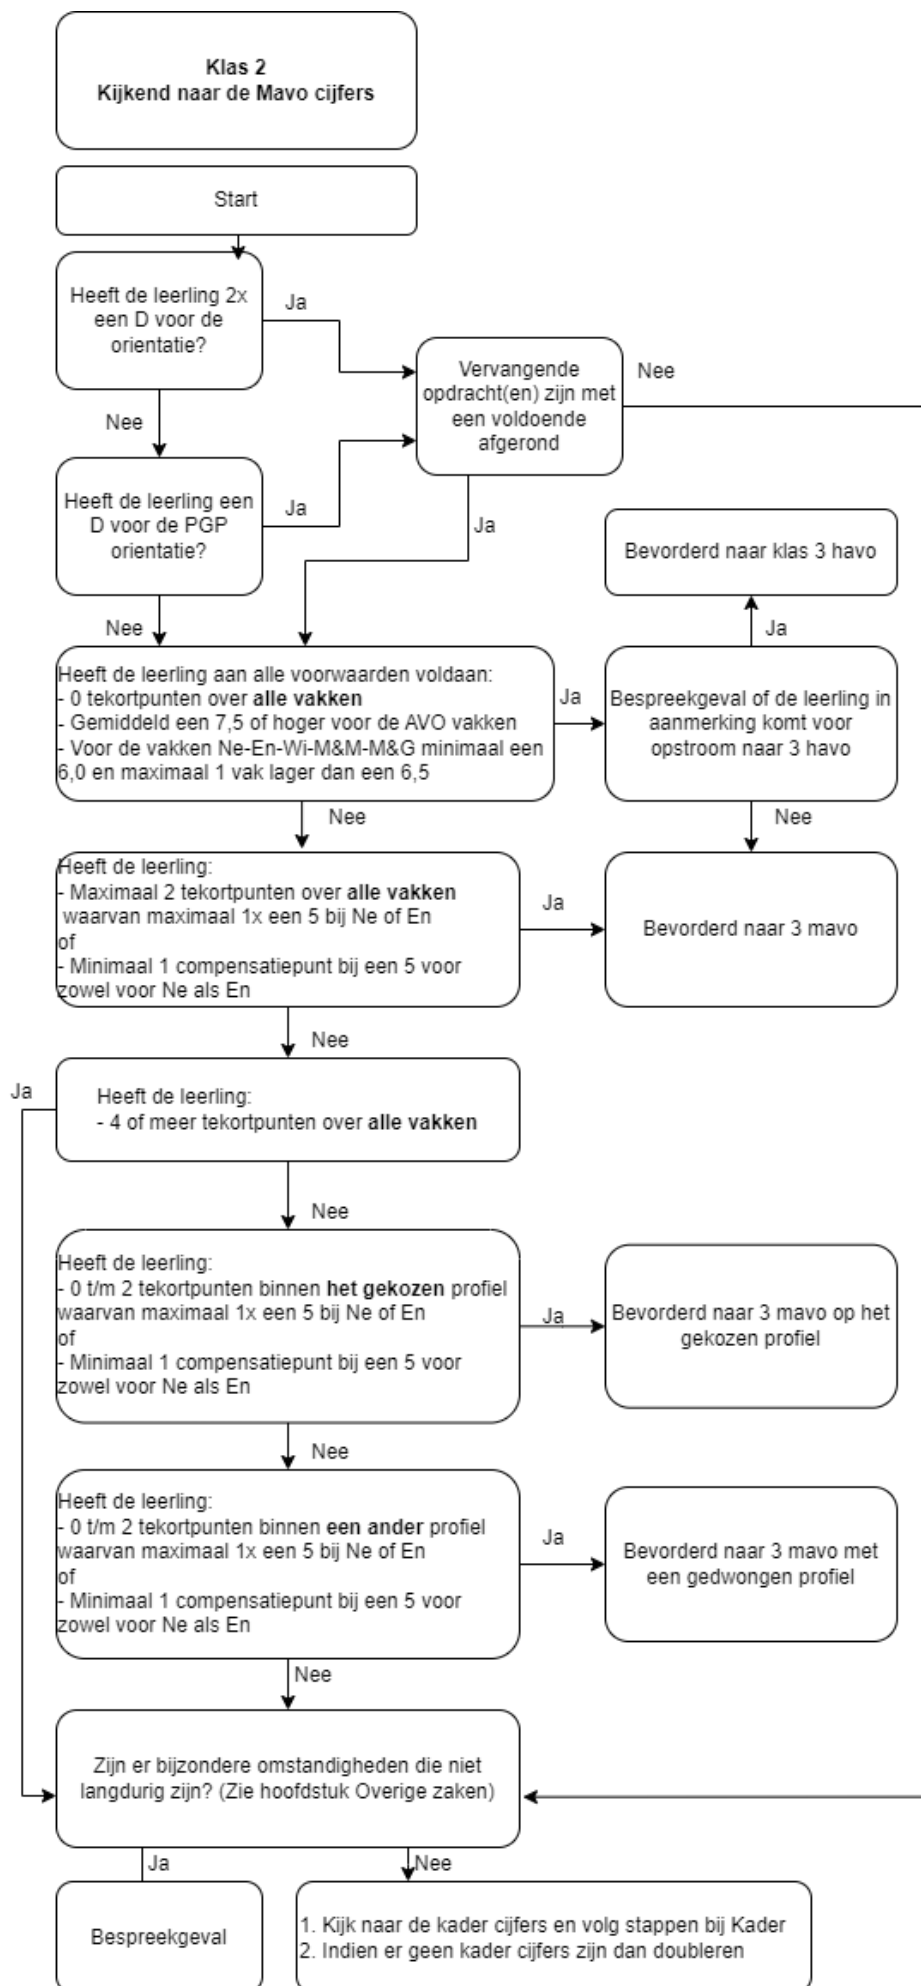 Klas 2
Kijkend naar de Mavo cijfers
Start
Heeft de leerling 2x
een D voor de
orientatie?
Ja
Nee
Vervangende
opdracht(en) zijn met
een voldoende
afgerond
Nee
Heeft de leerling een
D voor de PGP
orientatie?
Ja
Ja
Nee
Bevorderd naar klas 3 havo
Ja
Heeft de leerling aan alle voorwaarden voldaan:
- 0 tekortpunten over alle vakken
- Gemiddeld een 7,5 of hoger voor de AVO vakken
- Voor de vakken Ne-En-Wi-M&M-M&G minimaal een
6,0 en maximaal 1 vak lager dan een 6,5
Ja
Bespreekgeval of de leerling in
aanmerking komt voor
opstroom naar 3 havo
Nee
Nee
Heeft de leerling:
- Maximaal 2 tekortpunten over alle vakken
waarvan maximaal 1x een 5 bij Ne of En
of
- Minimaal 1 compensatiepunt bij een 5 voor
zowel voor Ne als En
Ja
Bevorderd naar 3 mavo
Nee
Ja
Heeft de leerling:
- 4 of meer tekortpunten over alle vakken
Nee
Heeft de leerling:
- 0 t/m 2 tekortpunten binnen het gekozen profiel
waarvan maximaal 1x een 5 bij Ne of En
of
- Minimaal 1 compensatiepunt bij een 5 voor
zowel voor Ne als En
Ja
Bevorderd naar 3 mavo op het
gekozen profiel
Nee
Heeft de leerling:
- 0 t/m 2 tekortpunten binnen een ander profiel
waarvan maximaal 1x een 5 bij Ne of En
of
- Minimaal 1 compensatiepunt bij een 5 voor
zowel voor Ne als En
Ja
Bevorderd naar 3 mavo met
een gedwongen profiel
Nee
Zijn er bijzondere omstandigheden die niet
langdurig zijn? (Zie hoofdstuk Overige zaken)
Ja
Nee
Bespreekgeval
1. Kijk naar de kader cijfers en volg stappen bij Kader
2. Indien er geen kader cijfers zijn dan doubleren